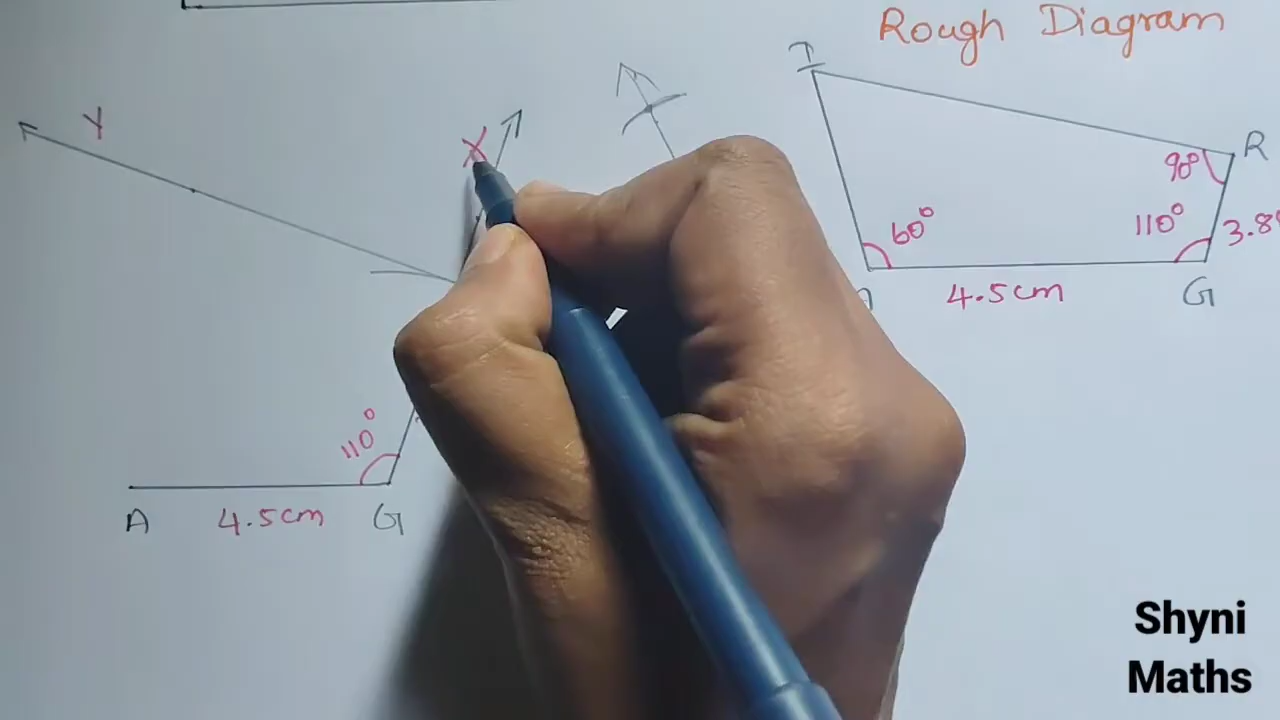 Rough Diagram
Y
X
T
R
90°
60°
110°
3.8
A
4.5cm
G
110°
A
4.5cm
G
Shyni
Maths